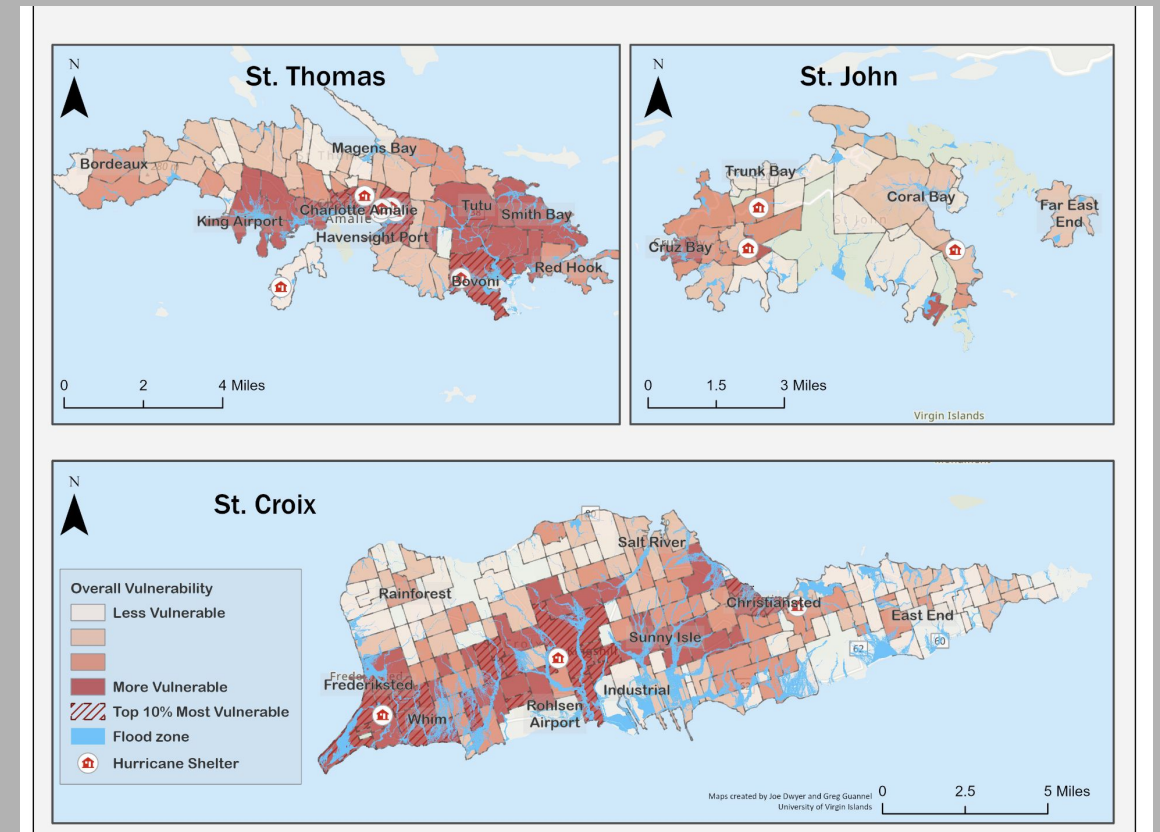 N
St. Thomas
Magens Bay
Bordeaux
Tutu
Charlotte Amalie
Smith Bay
King Airport
Amalie
Havensight Port
Red Hook
Bovoni
0 2 4 Miles
N
St. John
Trunk Bay
Coral Bay
Far East
End
St John
Cruz Bay
0 1.5 3 Miles
Virgin Islands
N
St. Croix
80
Salt River
Rainforest
Christiansted
East End
Sunny Isle
62
60
Frederiksted
Industrial
Rohlsen
Airport
Whim
Overall Vulnerability
Less Vulnerable
More Vulnerable
Top 10% Most Vulnerable
Flood zone
Hurricane Shelter
Maps created by Joe Dwyer and Greg Guannel
University of Virgin Islands
0 2.5 5 Miles